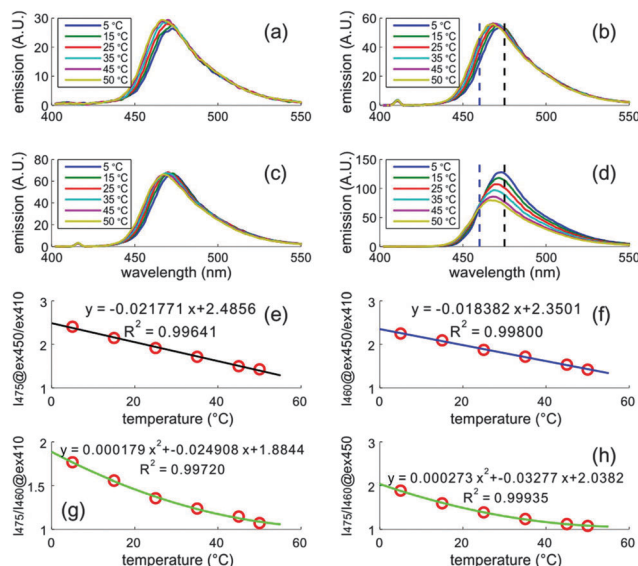 (a)
30
20
10
0
400 450 500 550
emission (A.U.)
5 °C
15 °C
25 °C
35 °C
45 °C
50 °C
(b)
60
40
20
0
400 450 500 550
emission (A.U.)
5 °C
15 °C
25 °C
35 °C
45 °C
50 °C
(c)
80
60
40
20
0
400 450 500 550
emission (A.U.)
wavelength (nm)
5 °C
15 °C
25 °C
35 °C
45 °C
50 °C
(d)
150
100
50
0
400 450 500 550
emission (A.U.)
wavelength (nm)
5 °C
15 °C
25 °C
35 °C
45 °C
50 °C
(e)
y = -0.021771 x+2.4856
R² = 0.99641
3
2
1
0 20 40 60
I475@ex450/ex410
temperature (°C)
(f)
y = -0.018382 x+2.3501
R² = 0.99800
3
2
1
0 20 40 60
I460@ex450/ex410
temperature (°C)
(g)
y = 0.000179 x²+-0.024908 x+1.8844
R² = 0.99720
2
1.5
1
0 20 40 60
I475/I460@ex410
temperature (°C)
(h)
y = 0.000273 x²+-0.03277 x+2.0382
R² = 0.99935
3
2
1
0 20 40 60
I475/I460@ex450
temperature (°C)